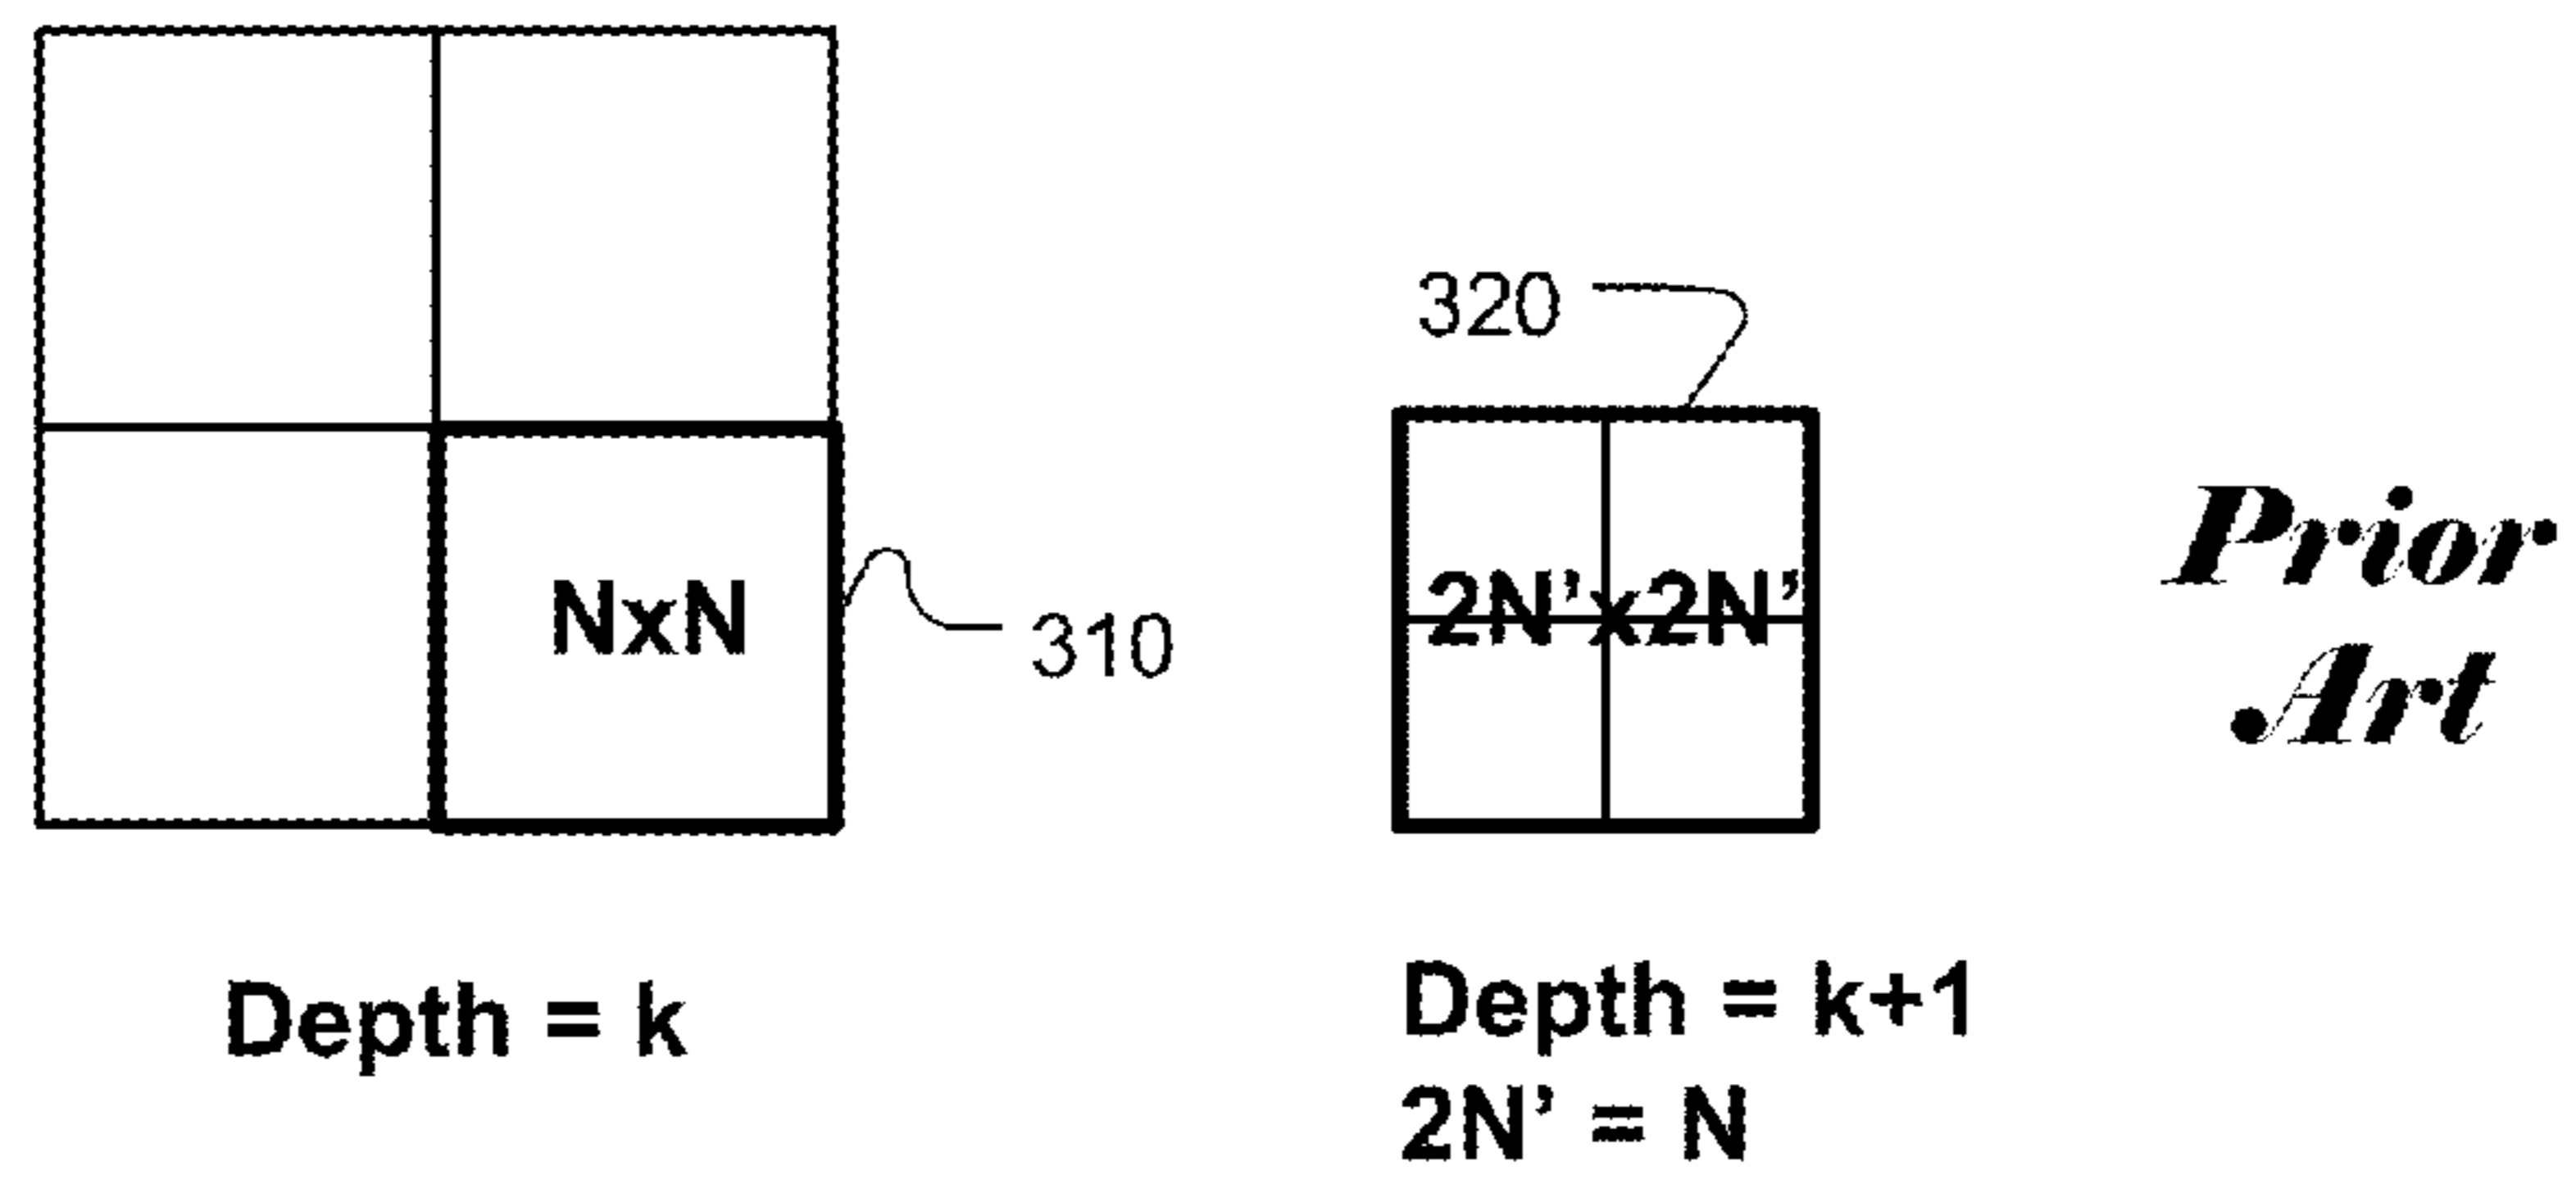 320
NxN
310
2N'x2N'
Prior
Art
Depth = k
Depth = k+1
2N' = N